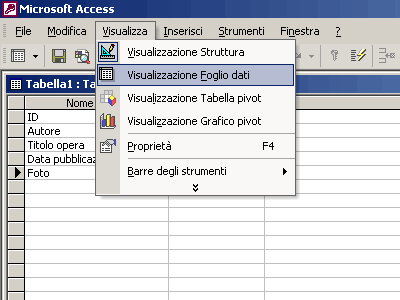 Microsoft Access
File Modifica Visualizza Inserisci Strumenti Finestra ?
Visualizzazione Struttura
Visualizzazione Foglio dati
Visualizzazione Tabella pivot
Visualizzazione Grafico pivot
Proprietà F4
Barre degli strumenti
Tabella1 : T
Nome
ID
Autore
Titolo opera
Data pubblicaz
Foto